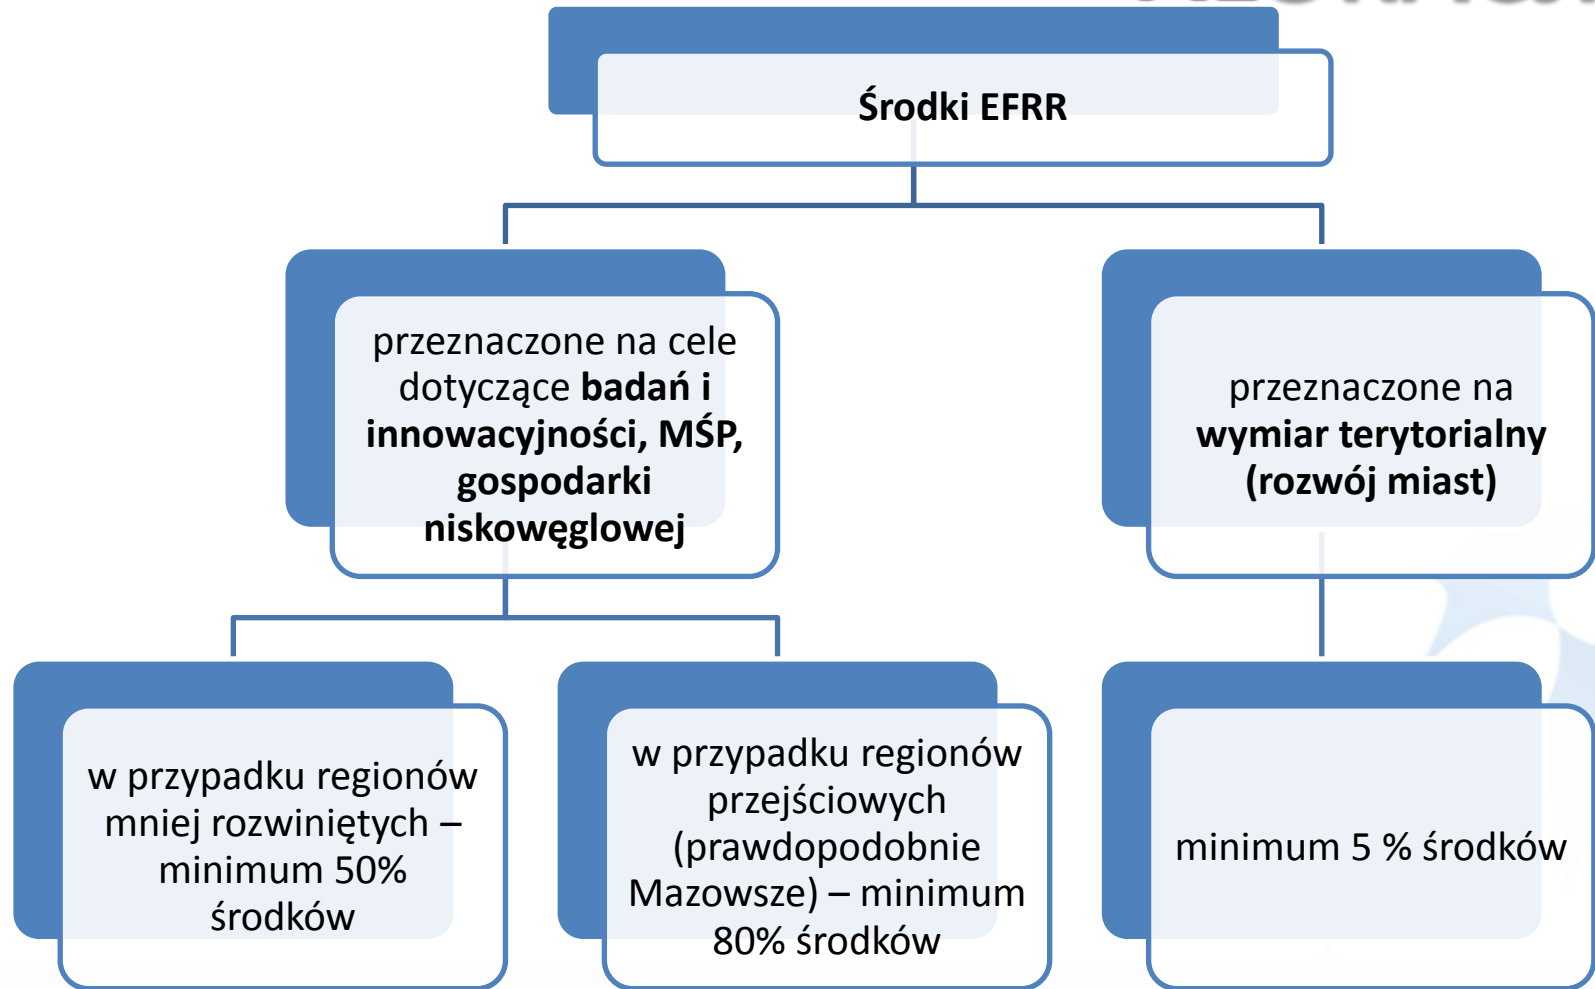 Środki EFRR
przeznaczone na cele
dotyczące badań i
innowacyjności, MŚP,
gospodarki
niskowęglowej
przeznaczone na
wymiar terytorialny
(rozwój miast)
w przypadku regionów
mniej rozwiniętych –
minimum 50%
środków
w przypadku regionów
przejściowych
(prawdopodobnie
Mazowsze) – minimum
80% środków
minimum 5 % środków